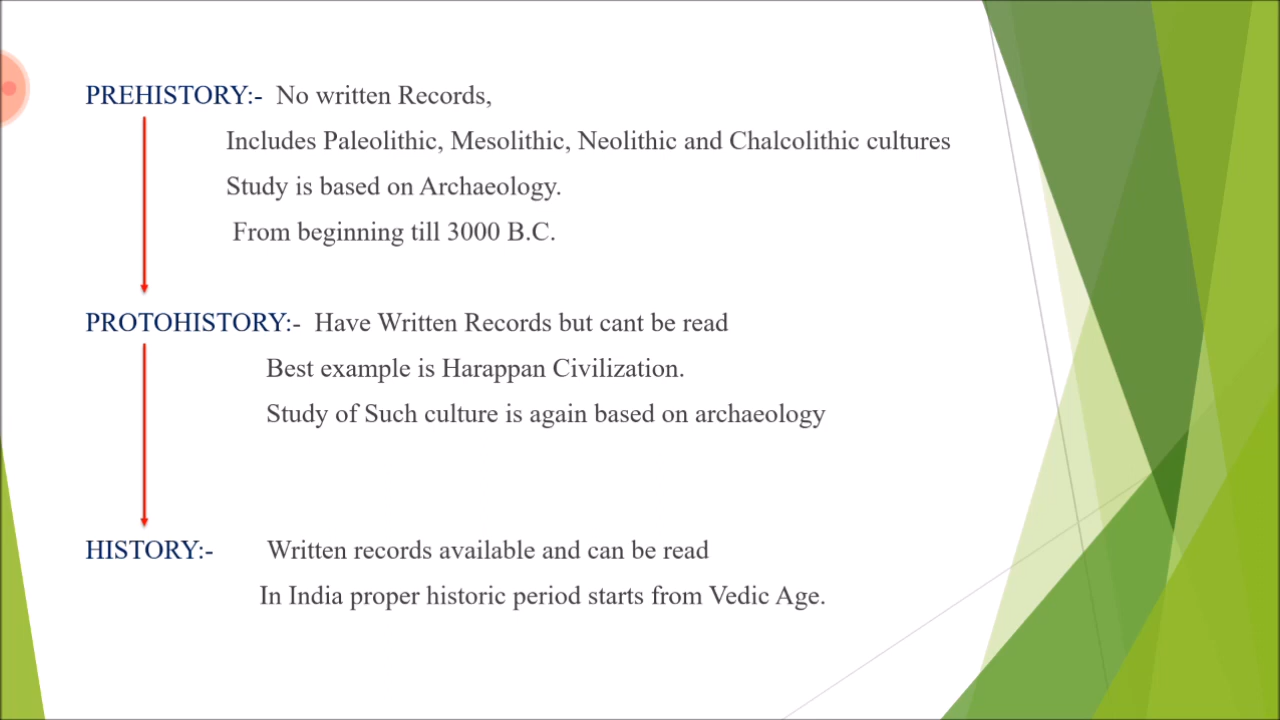 PREHISTORY:- No written Records,
Includes Paleolithic, Mesolithic, Neolithic and Chalcolithic cultures
Study is based on Archaeology.
From beginning till 3000 B.C.
PROTOHISTORY:- Have Written Records but cant be read
Best example is Harappan Civilization.
Study of Such culture is again based on archaeology
HISTORY:- Written records available and can be read
In India proper historic period starts from Vedic Age.